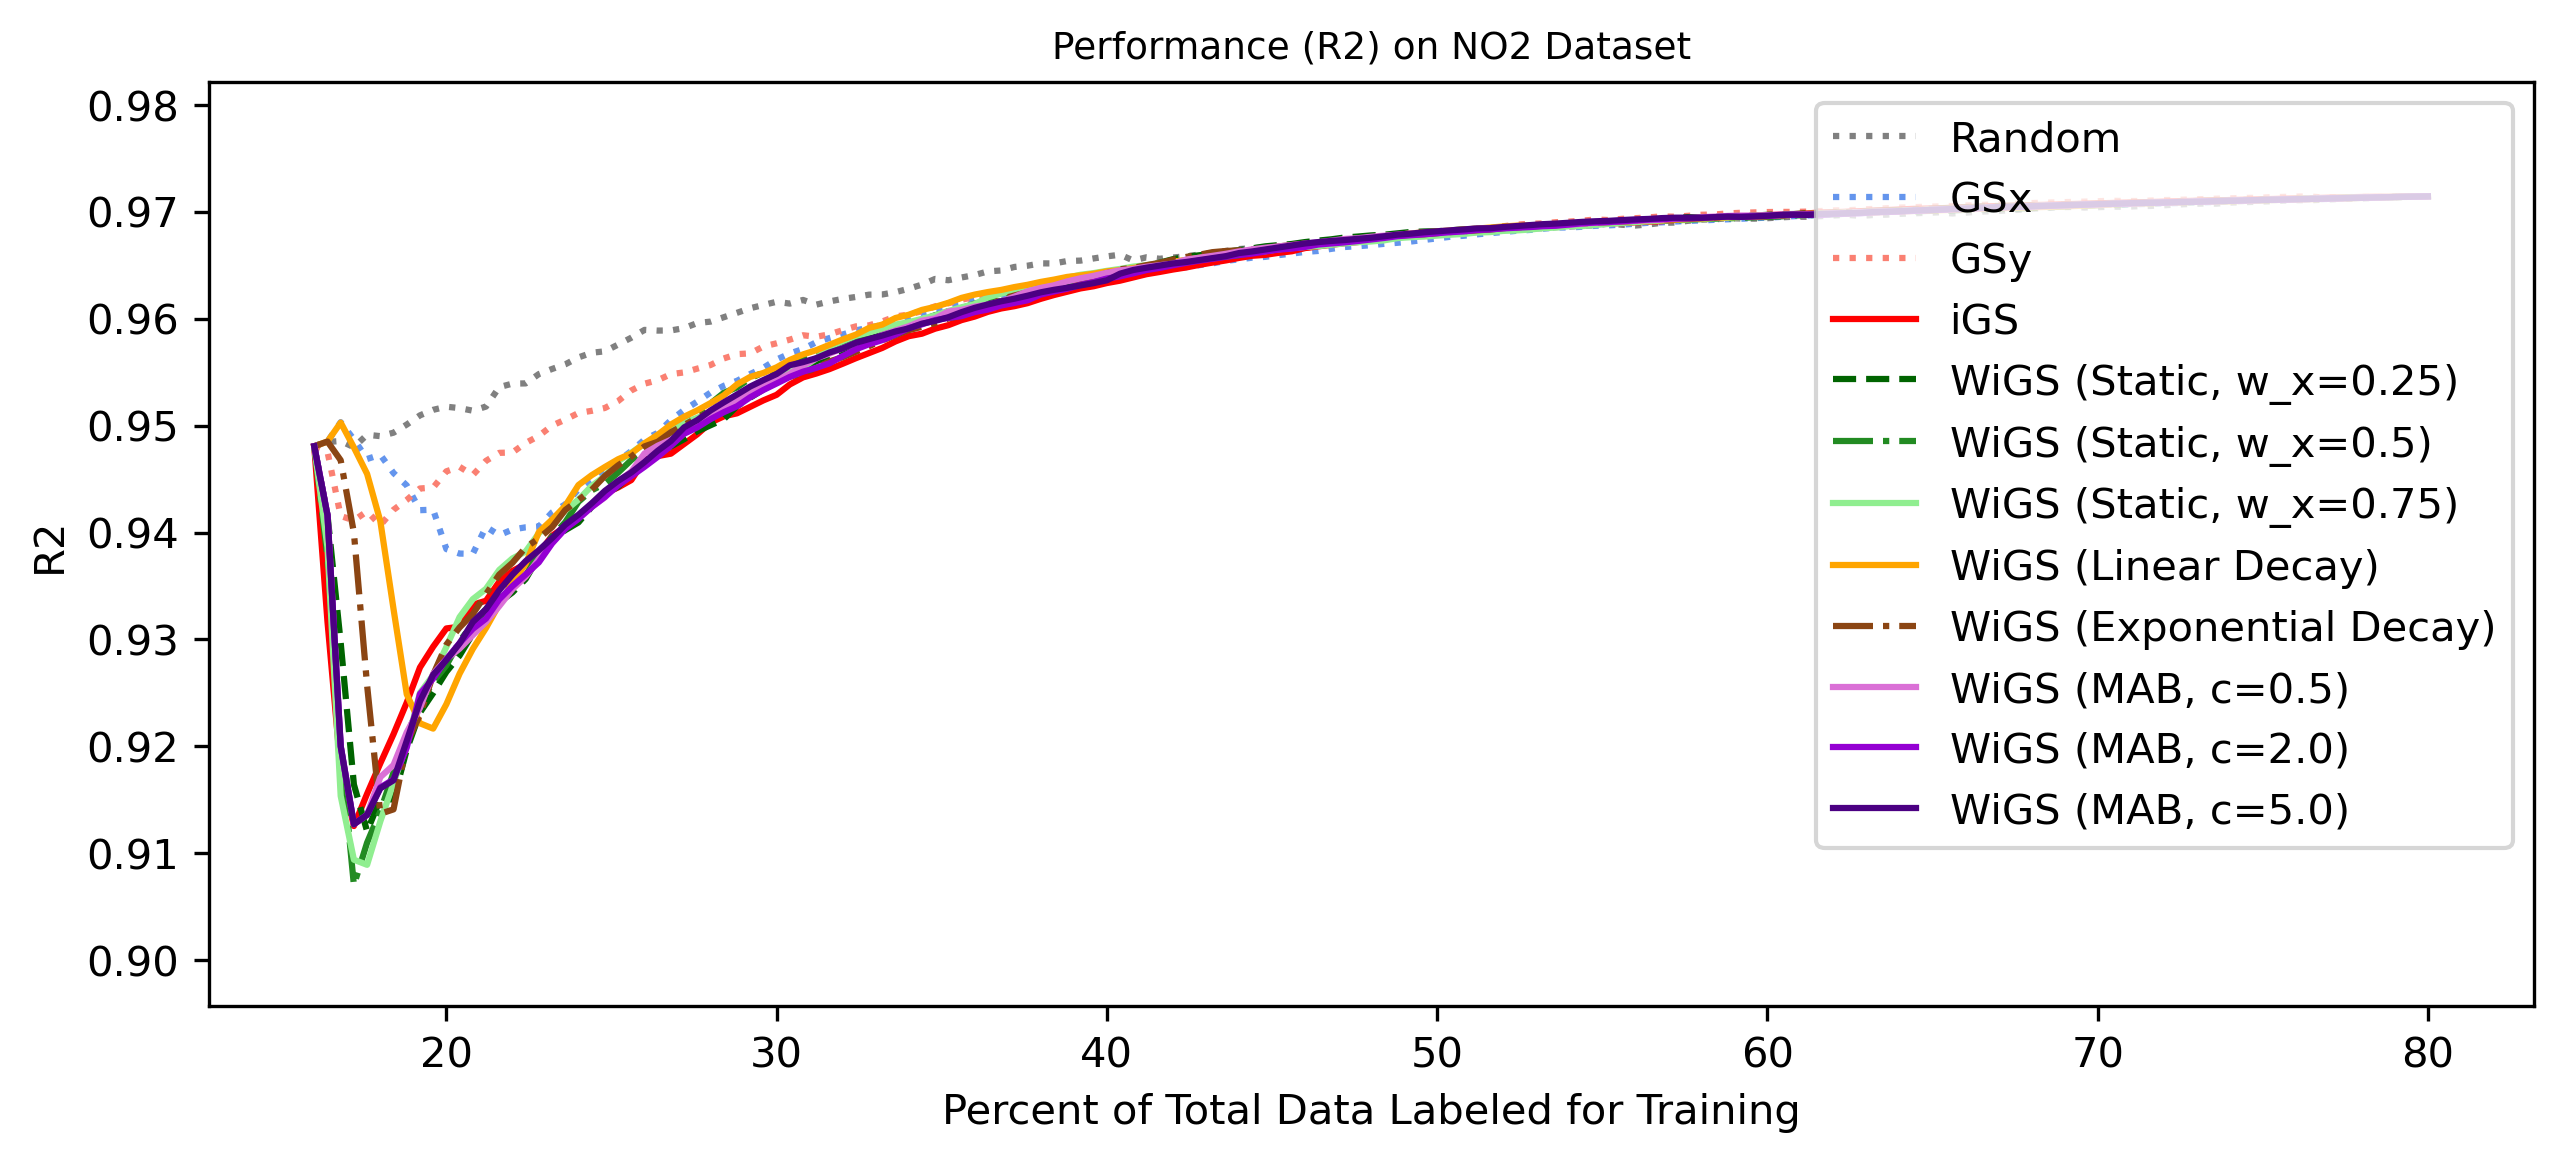 Performance (R2) on NO2 Dataset
0.98
0.97
0.96
0.95
0.94
0.93
0.92
0.91
0.90
R2
20 30 40 50 60 70 80
Percent of Total Data Labeled for Training
Random
GSx
GSy
iGS
WiGS (Static, w_x=0.25)
WiGS (Static, w_x=0.5)
WiGS (Static, w_x=0.75)
WiGS (Linear Decay)
WiGS (Exponential Decay)
WiGS (MAB, c=0.5)
WiGS (MAB, c=2.0)
WiGS (MAB, c=5.0)